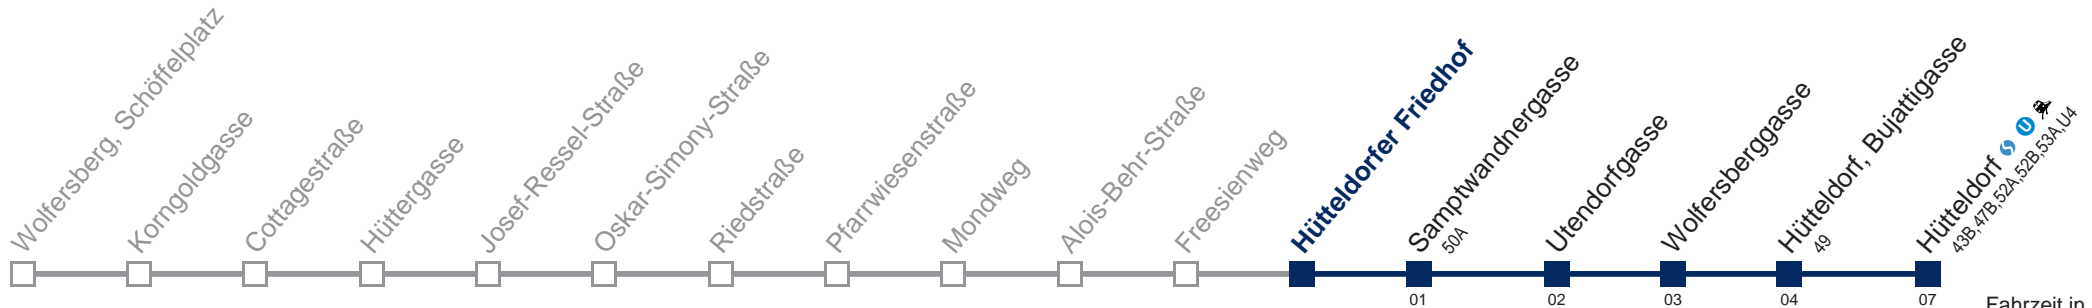 Wolfersberg, Schöffelplatz
Korngoldgasse
Cottagestraße
Hüttergasse
Josef-Ressel-Straße
Oskar-Simony-Straße
Riedstraße
Pfarrwiesenstraße
Mondweg
Alois-Behr-Straße
Freesienweg
Hütteldorfer Friedhof
Samptwandnergasse
50A
Utendorfgasse
Wolfersberggasse
Hütteldorf, Bujattigasse
49
Hütteldorf S U
43B,47B,52A,52B,53A,U4
01
02
03
04
07
Fahrzeit in